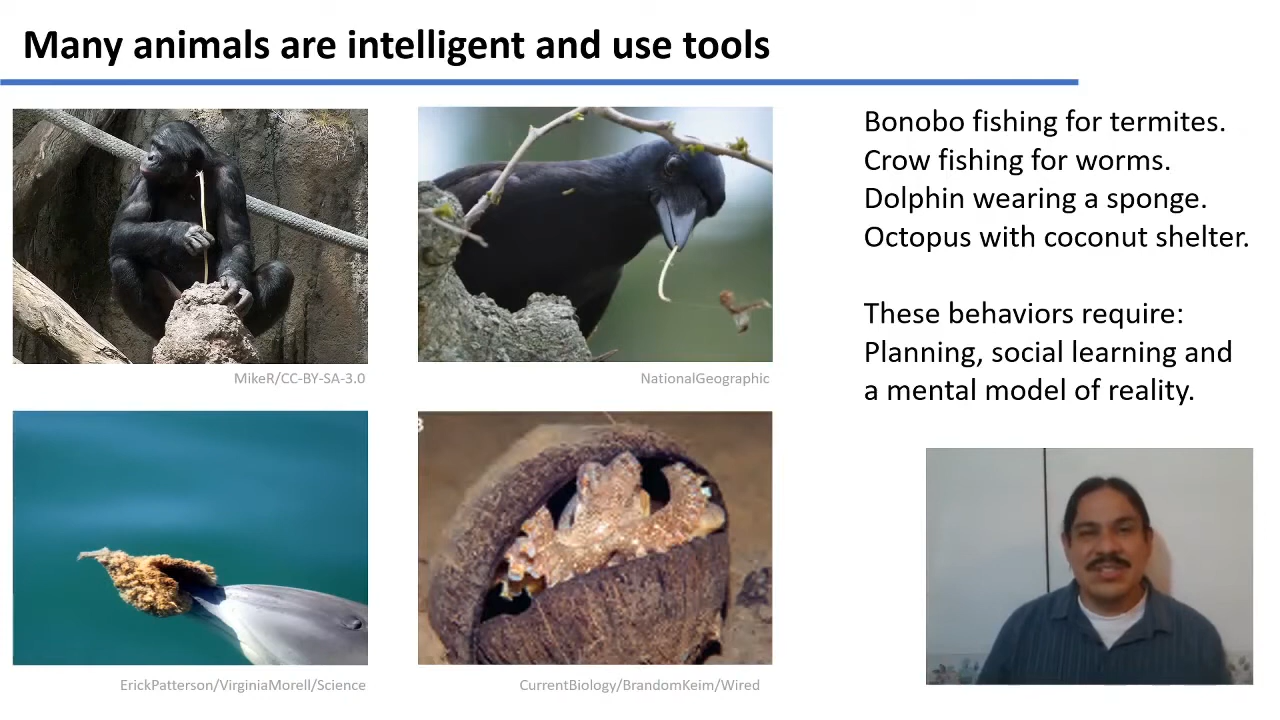 Many animals are intelligent and use tools
MikeR/CC-BY-SA-3.0
NationalGeographic
ErickPatterson/VirginiaMorell/Science
CurrentBiology/BrandomKeim/Wired
Bonobo fishing for termites.
Crow fishing for worms.
Dolphin wearing a sponge.
Octopus with coconut shelter.
These behaviors require:
Planning, social learning and
a mental model of reality.